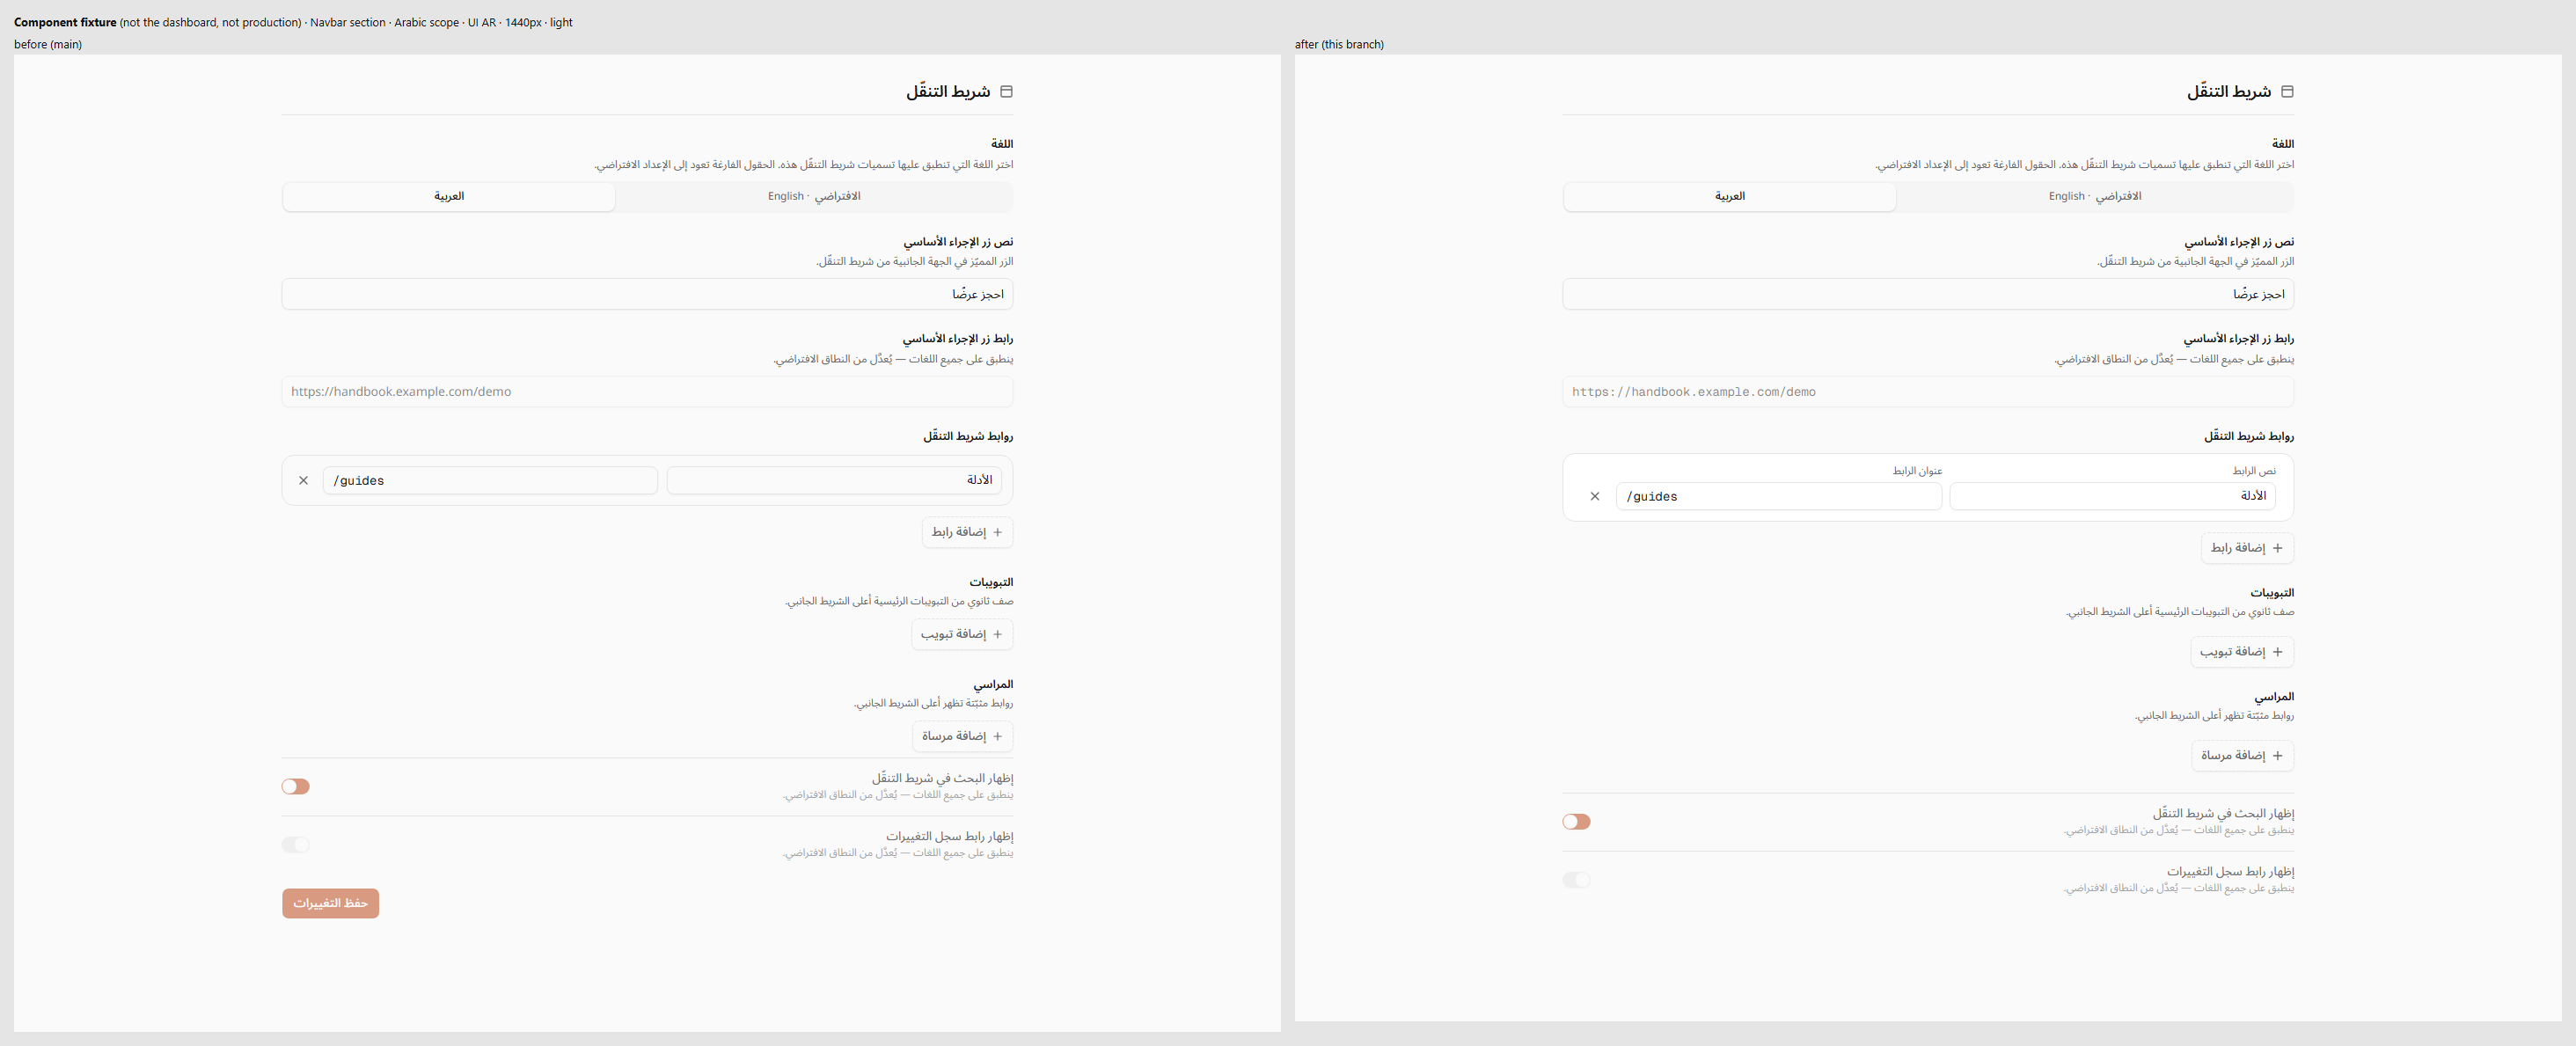 Component fixture (not the dashboard, not production) · Navbar section · Arabic scope · UI AR · 1440px · light
before (main)
شريط التنقّل
اللغة
اختر اللغة التي تنطبق عليها تسميات شريط التنقّل هذه. الحقول الفارغة تعود إلى الإعداد الافتراضي.
English · الافتراضي
العربية
نص زر الإجراء الأساسي
الزر المميّز في الجهة الجانبية من شريط التنقّل.
احجز عرضًا
رابط زر الإجراء الأساسي
ينطبق على جميع اللغات — يُعدَّل من النطاق الافتراضي.
https://handbook.example.com/demo
روابط شريط التنقّل
الأدلة
/guides
إضافة رابط
التبويبات
صف ثانوي من التبويبات الرئيسية أعلى الشريط الجانبي.
إضافة تبويب
المراسي
روابط مثبّتة تظهر أعلى الشريط الجانبي.
إضافة مرساة
إظهار البحث في شريط التنقّل
ينطبق على جميع اللغات — يُعدَّل من النطاق الافتراضي.
إظهار رابط سجل التغييرات
ينطبق على جميع اللغات — يُعدَّل من النطاق الافتراضي.
حفظ التغييرات
after (this branch)
شريط التنقّل
اللغة
اختر اللغة التي تنطبق عليها تسميات شريط التنقّل هذه. الحقول الفارغة تعود إلى الإعداد الافتراضي.
English · الافتراضي
العربية
نص زر الإجراء الأساسي
الزر المميّز في الجهة الجانبية من شريط التنقّل.
احجز عرضًا
رابط زر الإجراء الأساسي
ينطبق على جميع اللغات — يُعدَّل من النطاق الافتراضي.
https://handbook.example.com/demo
روابط شريط التنقّل
نص الرابط
عنوان الرابط
الأدلة
/guides
إضافة رابط
التبويبات
صف ثانوي من التبويبات الرئيسية أعلى الشريط الجانبي.
إضافة تبويب
المراسي
روابط مثبّتة تظهر أعلى الشريط الجانبي.
إضافة مرساة
إظهار البحث في شريط التنقّل
ينطبق على جميع اللغات — يُعدَّل من النطاق الافتراضي.
إظهار رابط سجل التغييرات
ينطبق على جميع اللغات — يُعدَّل من النطاق الافتراضي.